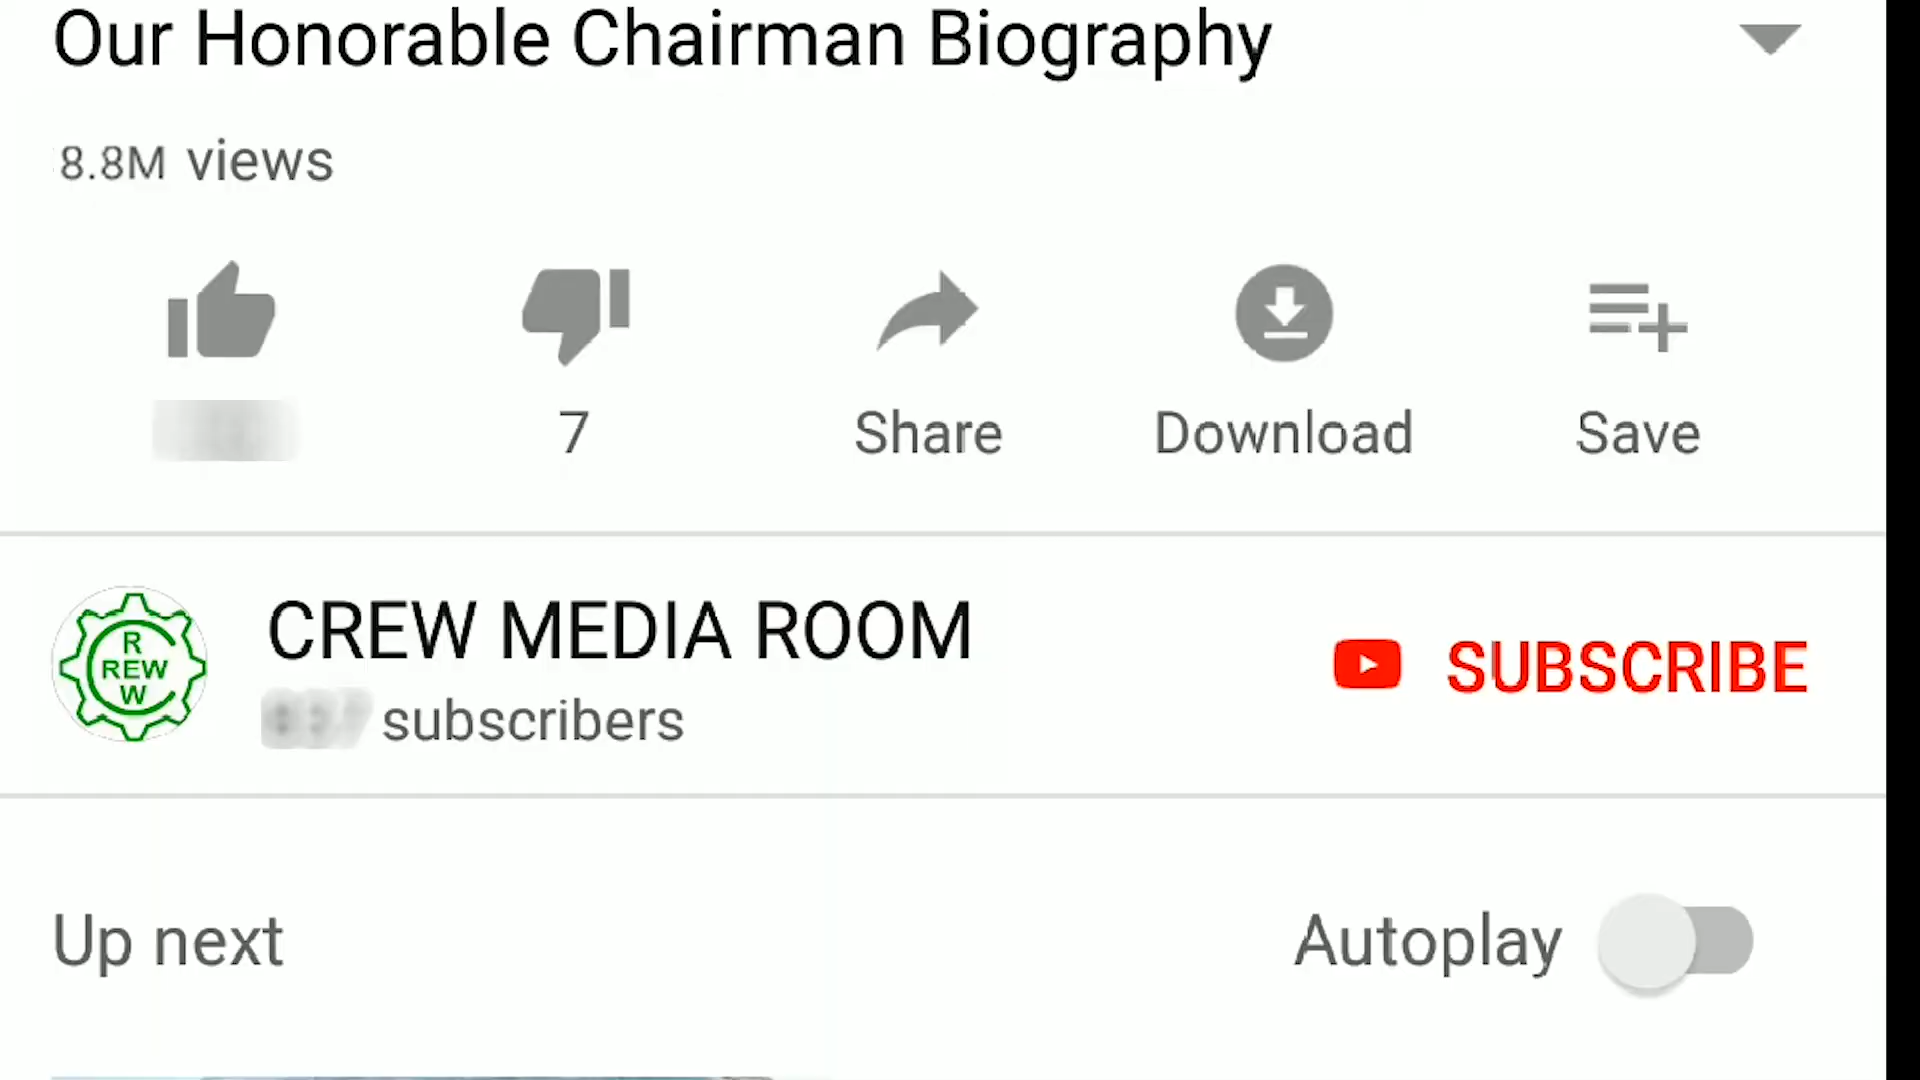 Our Honorable Chairman Biography
8.8M views
7
Share
Download
Save
R
REW
W
CREW MEDIA ROOM
subscribers
SUBSCRIBE
Up next
Autoplay